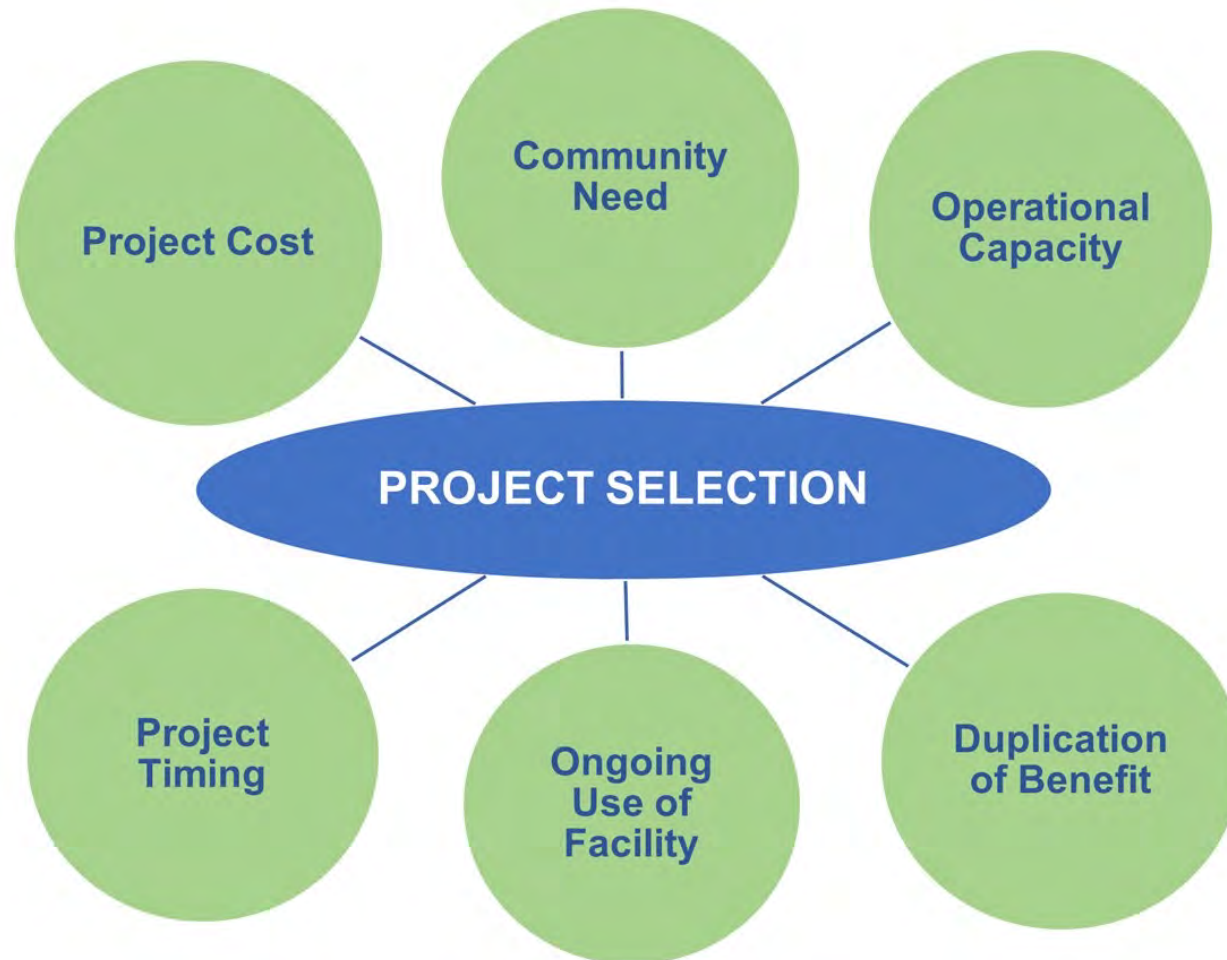 Community
Need
Project Cost
Operational
Capacity
PROJECT SELECTION
Project
Timing
Ongoing
Use of
Facility
Duplication
of Benefit